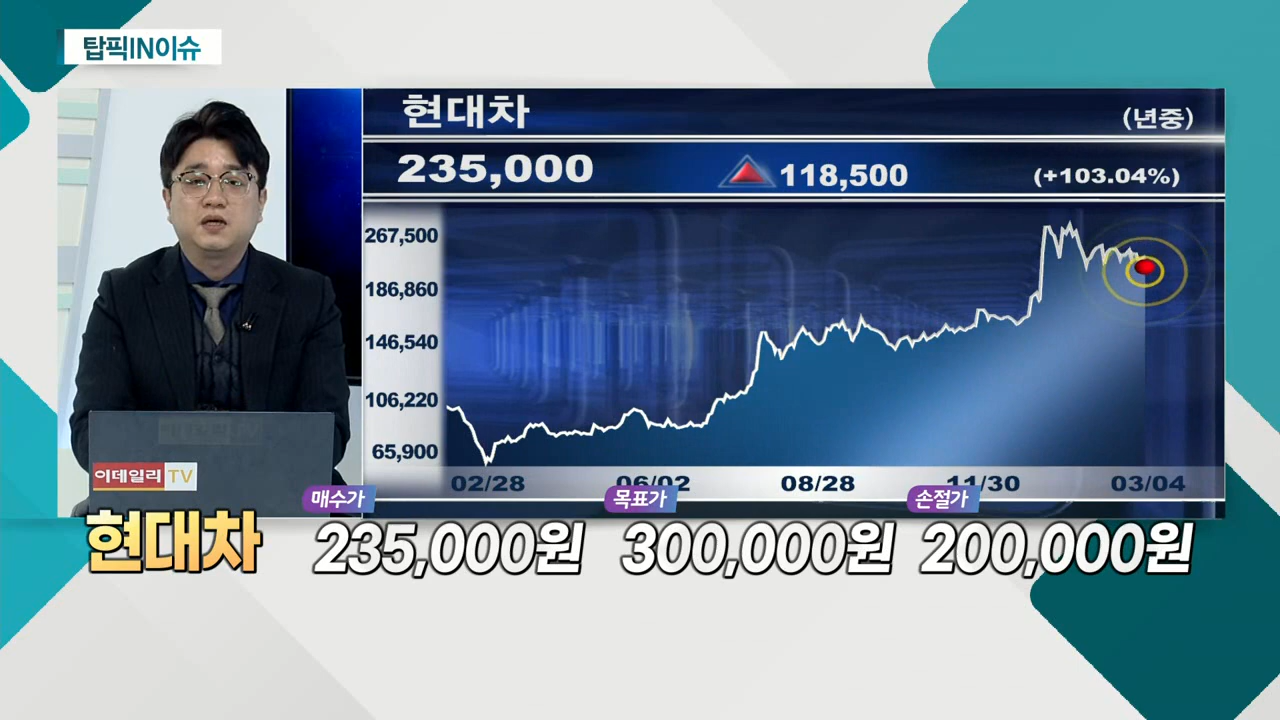 탑픽IN이슈
현대차
(년중)
235,000
118,500
(+103.04%)
267,500
186,860
146,540
106,220
65,900
02/28
06/02
08/28
11/30
03/04
이데일리 TV
매수가
목표가
손절가
현대차
235,000원
300,000원
200,000원